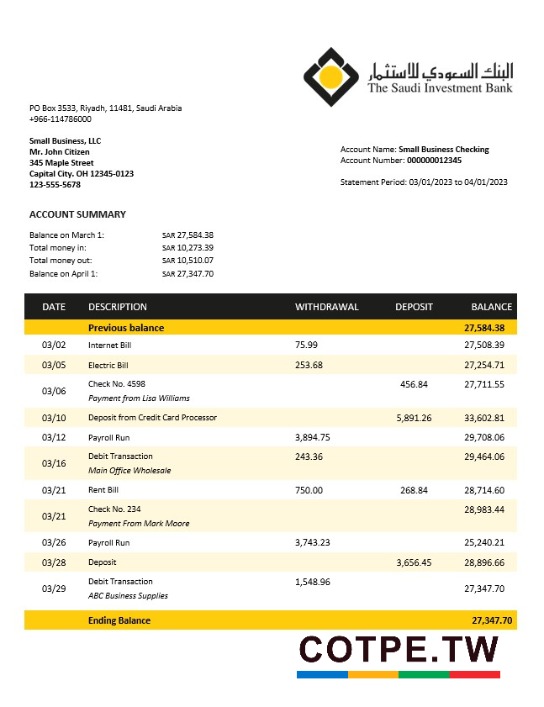 البنك السعودي للاستثمار
The Saudi Investment Bank
PO Box 3533, Riyadh, 11481, Saudi Arabia
+966-114786000
Small Business, LLC
Mr. John Citizen
345 Maple Street
Capital City. OH 12345-0123
123-555-5678
Account Name: Small Business Checking
Account Number: 000000012345
Statement Period: 03/01/2023 to 04/01/2023
ACCOUNT SUMMARY
Balance on March 1: SAR 27,584.38
Total money in: SAR 10,273.39
Total money out: SAR 10,510.07
Balance on April 1: SAR 27,347.70
DATE DESCRIPTION WITHDRAWAL DEPOSIT BALANCE
Previous balance 27,584.38
03/02 Internet Bill 75.99 27,508.39
03/05 Electric Bill 253.68 27,254.71
03/06 Check No. 4598 456.84 27,711.55
Payment from Lisa Williams
03/10 Deposit from Credit Card Processor 5,891.26 33,602.81
03/12 Payroll Run 3,894.75 29,708.06
03/16 Debit Transaction 243.36 29,464.06
Main Office Wholesale
03/21 Rent Bill 750.00 268.84 28,714.60
03/21 Check No. 234 28,983.44
Payment From Mark Moore
03/26 Payroll Run 3,743.23 25,240.21
03/28 Deposit 3,656.45 28,896.66
03/29 Debit Transaction 1,548.96 27,347.70
ABC Business Supplies
Ending Balance 27,347.70
COTPE.TW